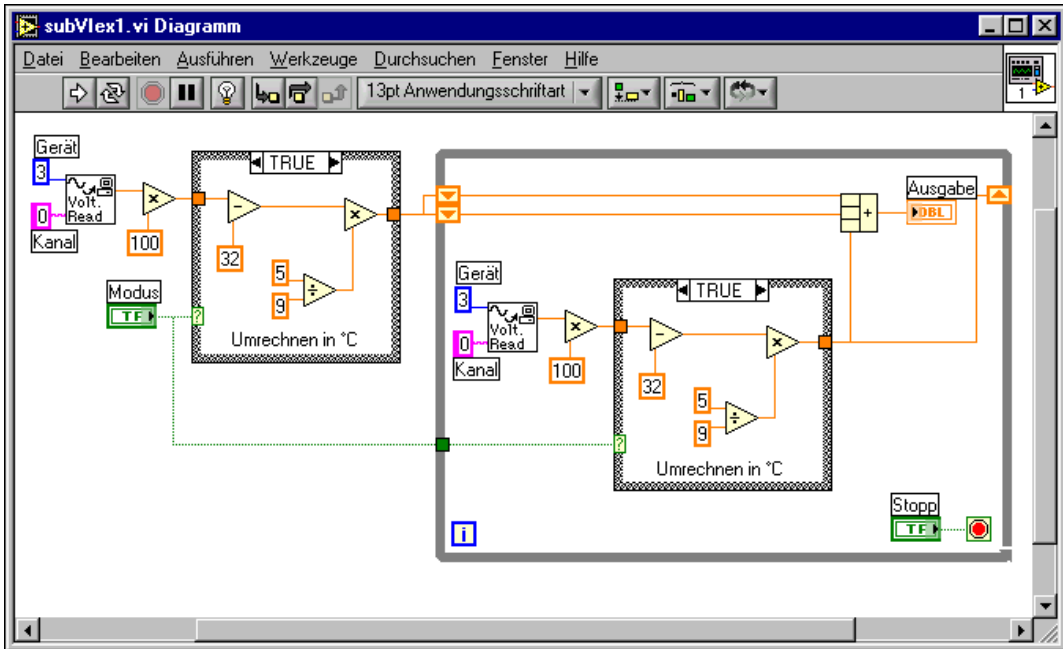 subVIex1.vi Diagramm
Datei Bearbeiten Ausführen Werkzeuge Durchsuchen Fenster Hilfe
13pt Anwendungsschriftart
1
Gerät
3
Volt.
Read
0
Kanal
×
100
TRUE
−
32
×
5
9
÷
Umrechnen in °C
Modus
TF
?
+
Ausgabe
DBL
Gerät
3
Volt.
Read
0
Kanal
×
100
TRUE
−
32
×
5
9
÷
Umrechnen in °C
?
Stopp
TF
i